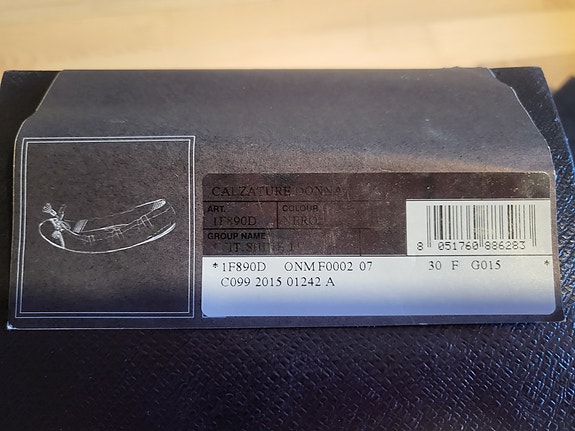 CALZATURE DONNA
ART. COLOUR
1F890D NERO
GROUP NAME
8 051760 886283
*1F890D ONM F0002 07 30 F G015 *
C099 2015 01242 A